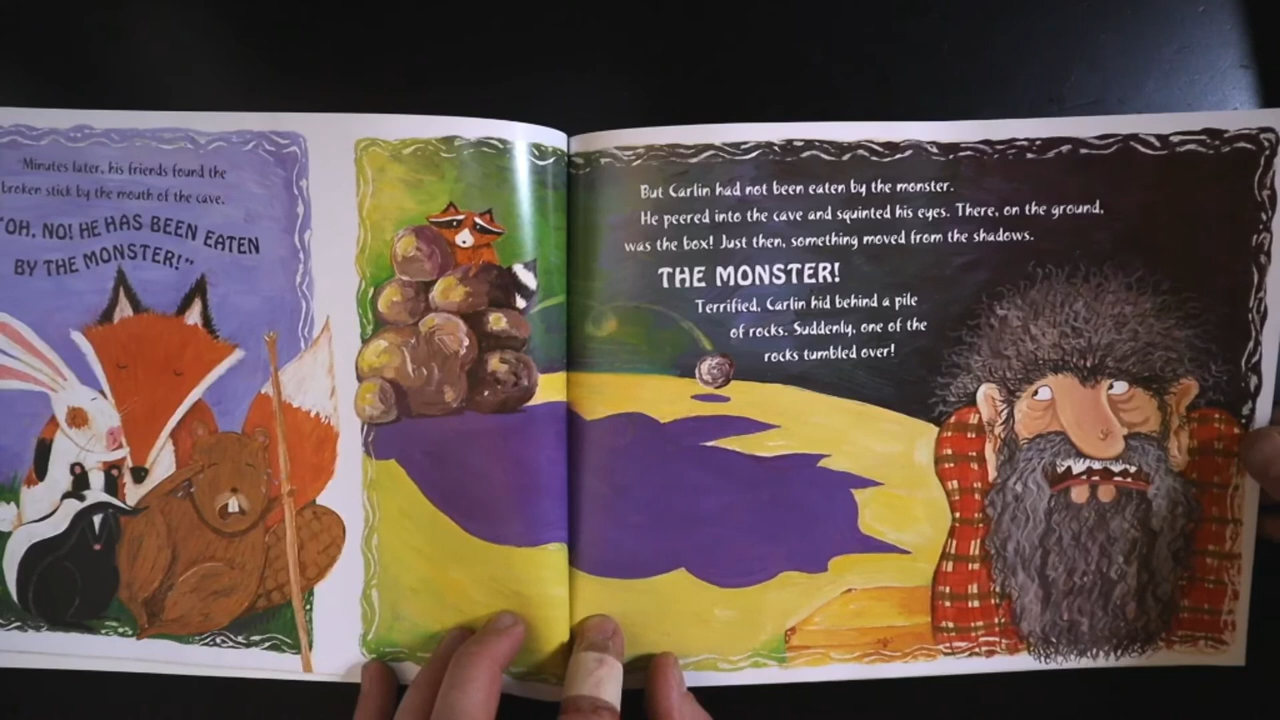 Minutes later, his friends found the
broken stick by the mouth of the cave.
"OH, NO! HE HAS BEEN EATEN
BY THE MONSTER!"
But Carlin had not been eaten by the monster.
He peered into the cave and squinted his eyes. There, on the ground,
was the box! Just then, something moved from the shadows.
THE MONSTER!
Terrified, Carlin hid behind a pile
of rocks. Suddenly, one of the
rocks tumbled over!